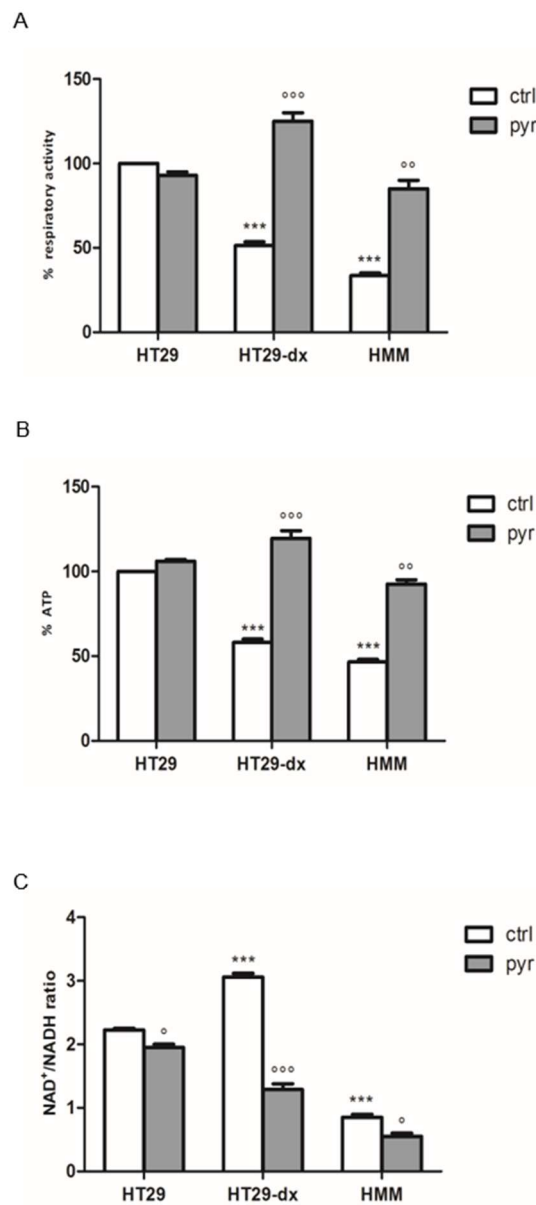 A
150
100
50
0
% respiratory activity
ctrl
pyr
***
°°°
***
°°
HT29
HT29-dx
HMM
B
150
100
50
0
% ATP
ctrl
pyr
***
°°°
***
°°
HT29
HT29-dx
HMM
C
4
3
2
1
0
NAD⁺/NADH ratio
ctrl
pyr
°
***
°°°
***
°
HT29
HT29-dx
HMM